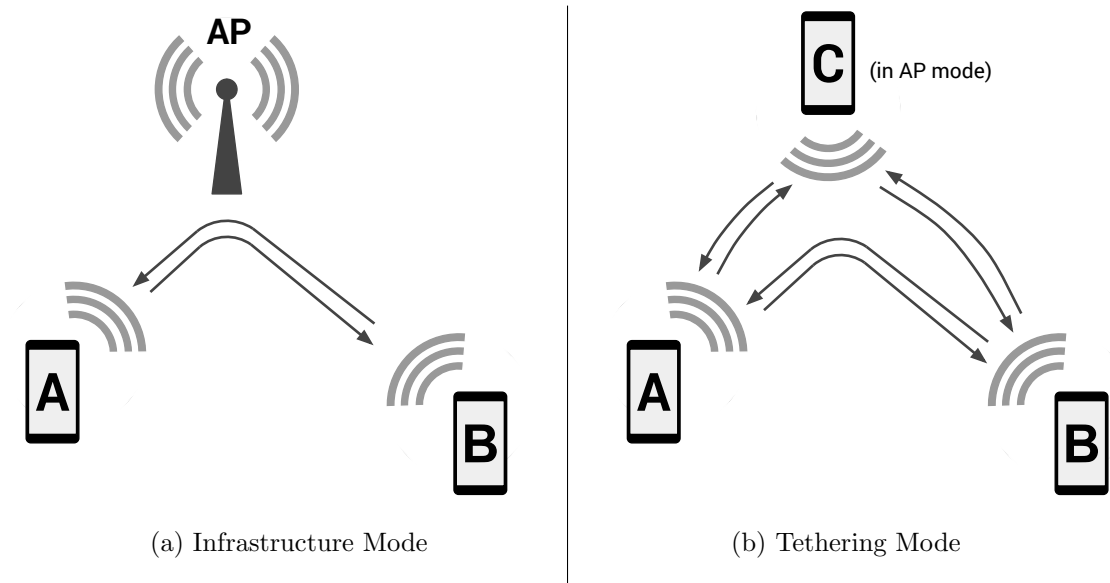 AP
A
B
(a) Infrastructure Mode
C
(in AP mode)
A
B
(b) Tethering Mode